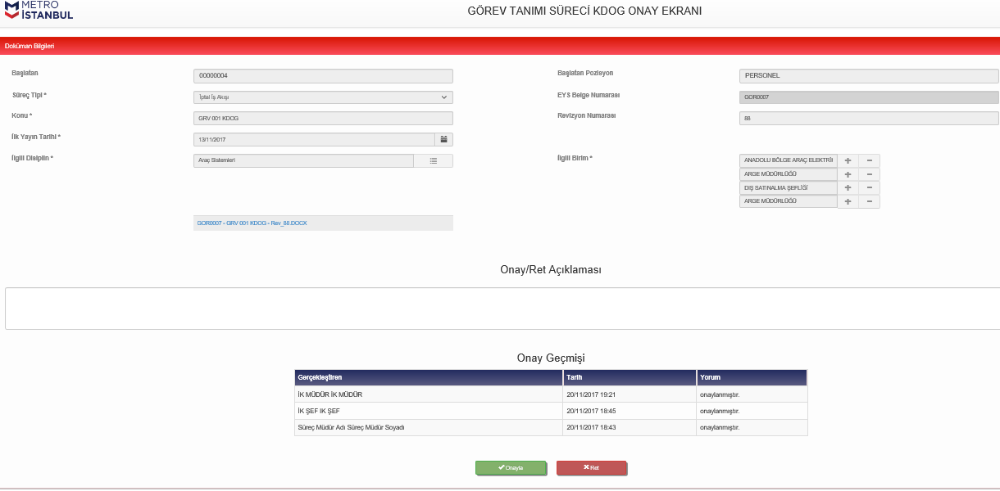 METRO
İSTANBUL
GÖREV TANIMI SÜRECİ KDOG ONAY EKRANI
Doküman Bilgileri
Başlatan
00000004
Başlatan Pozisyon
PERSONEL
Süreç Tipi *
İptal İş Akışı
EYS Belge Numarası
GOR0007
Konu *
GRV 001 KDOG
Revizyon Numarası
88
İlk Yayın Tarihi *
13/11/2017
İlgili Disiplin *
Araç Sistemleri
İlgili Birim *
ANADOLU BÖLGE ARAÇ ELEKTRİK
ARGE MÜDÜRLÜĞÜ
DIŞ SATINALMA ŞEFLİĞİ
ARGE MÜDÜRLÜĞÜ
GOR0007 - GRV 001 KDOG - Rev_88.DOCX
Onay/Ret Açıklaması
Onay Geçmişi
Gerçekleştiren Tarih Yorum
İK MÜDÜR İK MÜDÜR 20/11/2017 19:21 onaylanmıştır.
İK ŞEF IK ŞEF 20/11/2017 18:45 onaylanmıştır.
Süreç Müdür Adı Süreç Müdür Soyadı 20/11/2017 18:43 onaylanmıştır.
Onayla
Ret